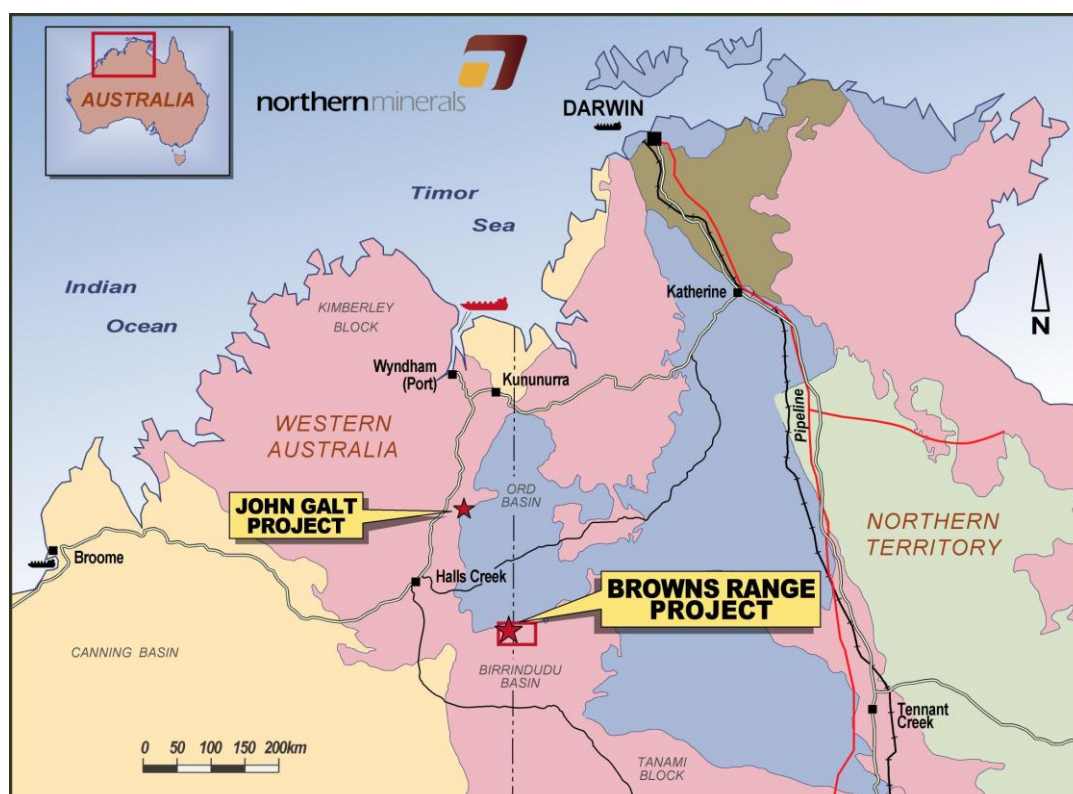 AUSTRALIA
northernminerals
DARWIN
Timor
Sea
Indian
Ocean
KIMBERLEY
BLOCK
Katherine
N
Wyndham
(Port)
Kununurra
Pipeline
WESTERN
AUSTRALIA
ORD
BASIN
JOHN GALT
PROJECT
NORTHERN
TERRITORY
Broome
Halls Creek
BROWNS RANGE
PROJECT
CANNING BASIN
BIRRINDUDU
BASIN
Tennant
Creek
0 50 100 150 200km
TANAMI
BLOCK